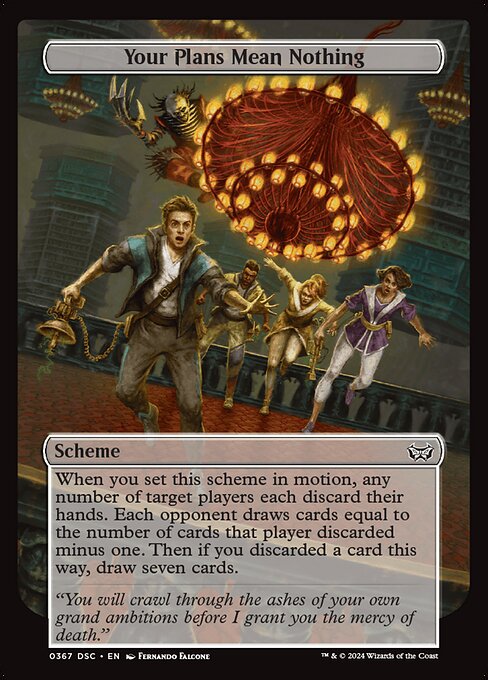 Your Plans Mean Nothing
Scheme
When you set this scheme in motion, any
number of target players each discard their
hands. Each opponent draws cards equal to
the number of cards that player discarded
minus one. Then if you discarded a card this
way, draw seven cards.
“You will crawl through the ashes of your own
grand ambitions before I grant you the mercy of
death.”
0367 DSC • EN Fernando Falcone ™ & © 2024 Wizards of the Coast